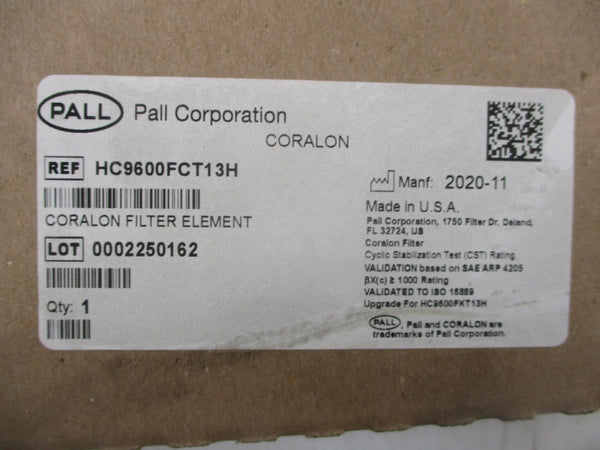 PALL Pall Corporation
CORALON
REF HC9600FCT13H
CORALON FILTER ELEMENT
LOT 0002250162
Qty: 1
Manf: 2020-11
Made in U.S.A.
Pall Corporation, 1750 Filter Dr, Deland,
FL 32724, US
Coralon Filter
Cyclic Stabilization Test (CST) Rating
VALIDATION based on SAE ARP 4205
βX(c) ≥ 1000 Rating
VALIDATED TO ISO 16889
Upgrade For HC9600FKT13H
PALL, Pall and CORALON are
trademarks of Pall Corporation.